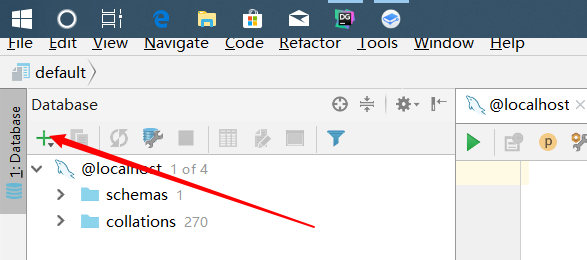 DG
File Edit View Navigate Code Refactor Tools Window Help
default
Database
@localhost
1: Database
@localhost 1 of 4
schemas 1
collations 270
p